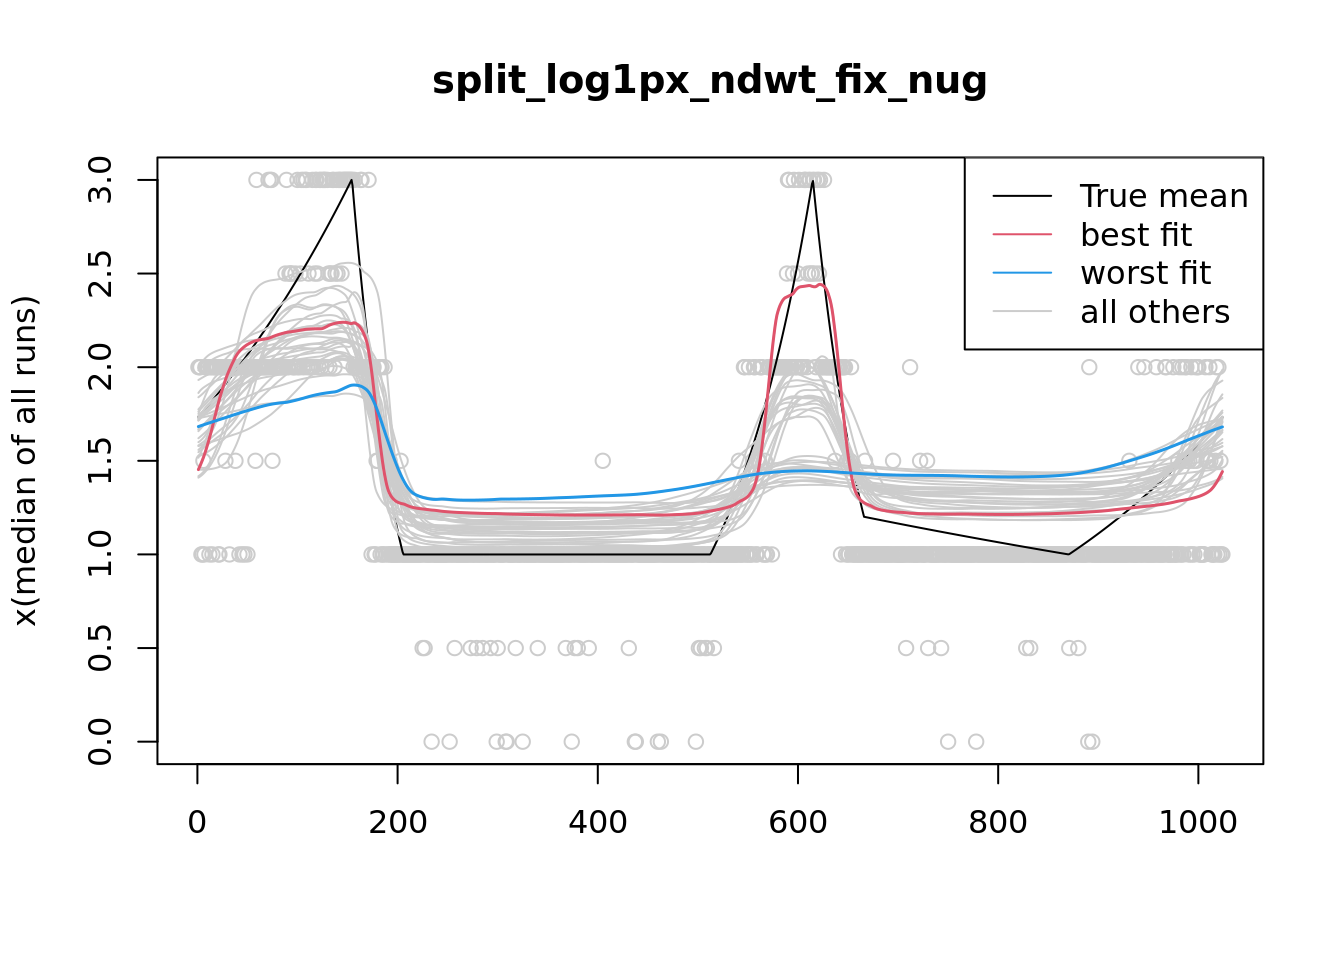 split_log1px_ndwt_fix_nug
x(median of all runs)
3.0
2.5
2.0
1.5
1.0
0.5
0.0
True mean
best fit
worst fit
all others
0 200 400 600 800 1000